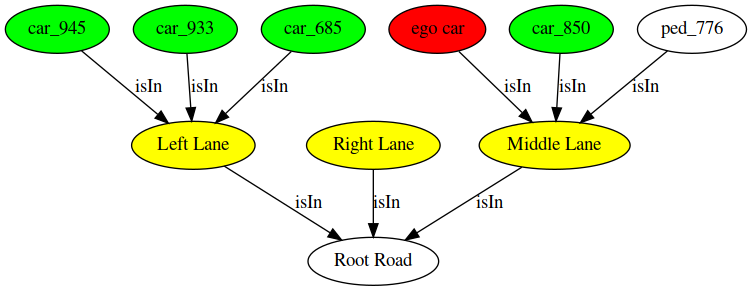 car_945 car_933 car_685 ego car car_850 ped_776
isIn isIn isIn isIn isIn isIn
Left Lane Right Lane Middle Lane
isIn isIn isIn
Root Road